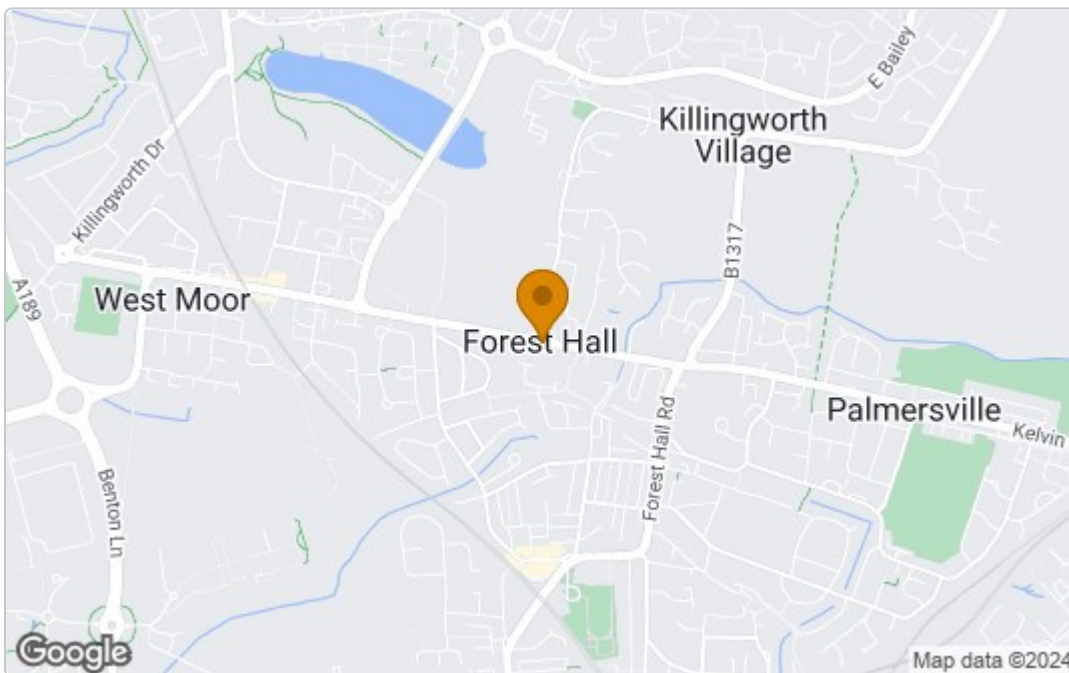 E Bailey
Killingworth
Village
Killingworth Dr
B1317
A189
West Moor
Forest Hall
Palmersville
Kelvin
Forest Hall Rd
Benton Ln
Google
Map data ©2024